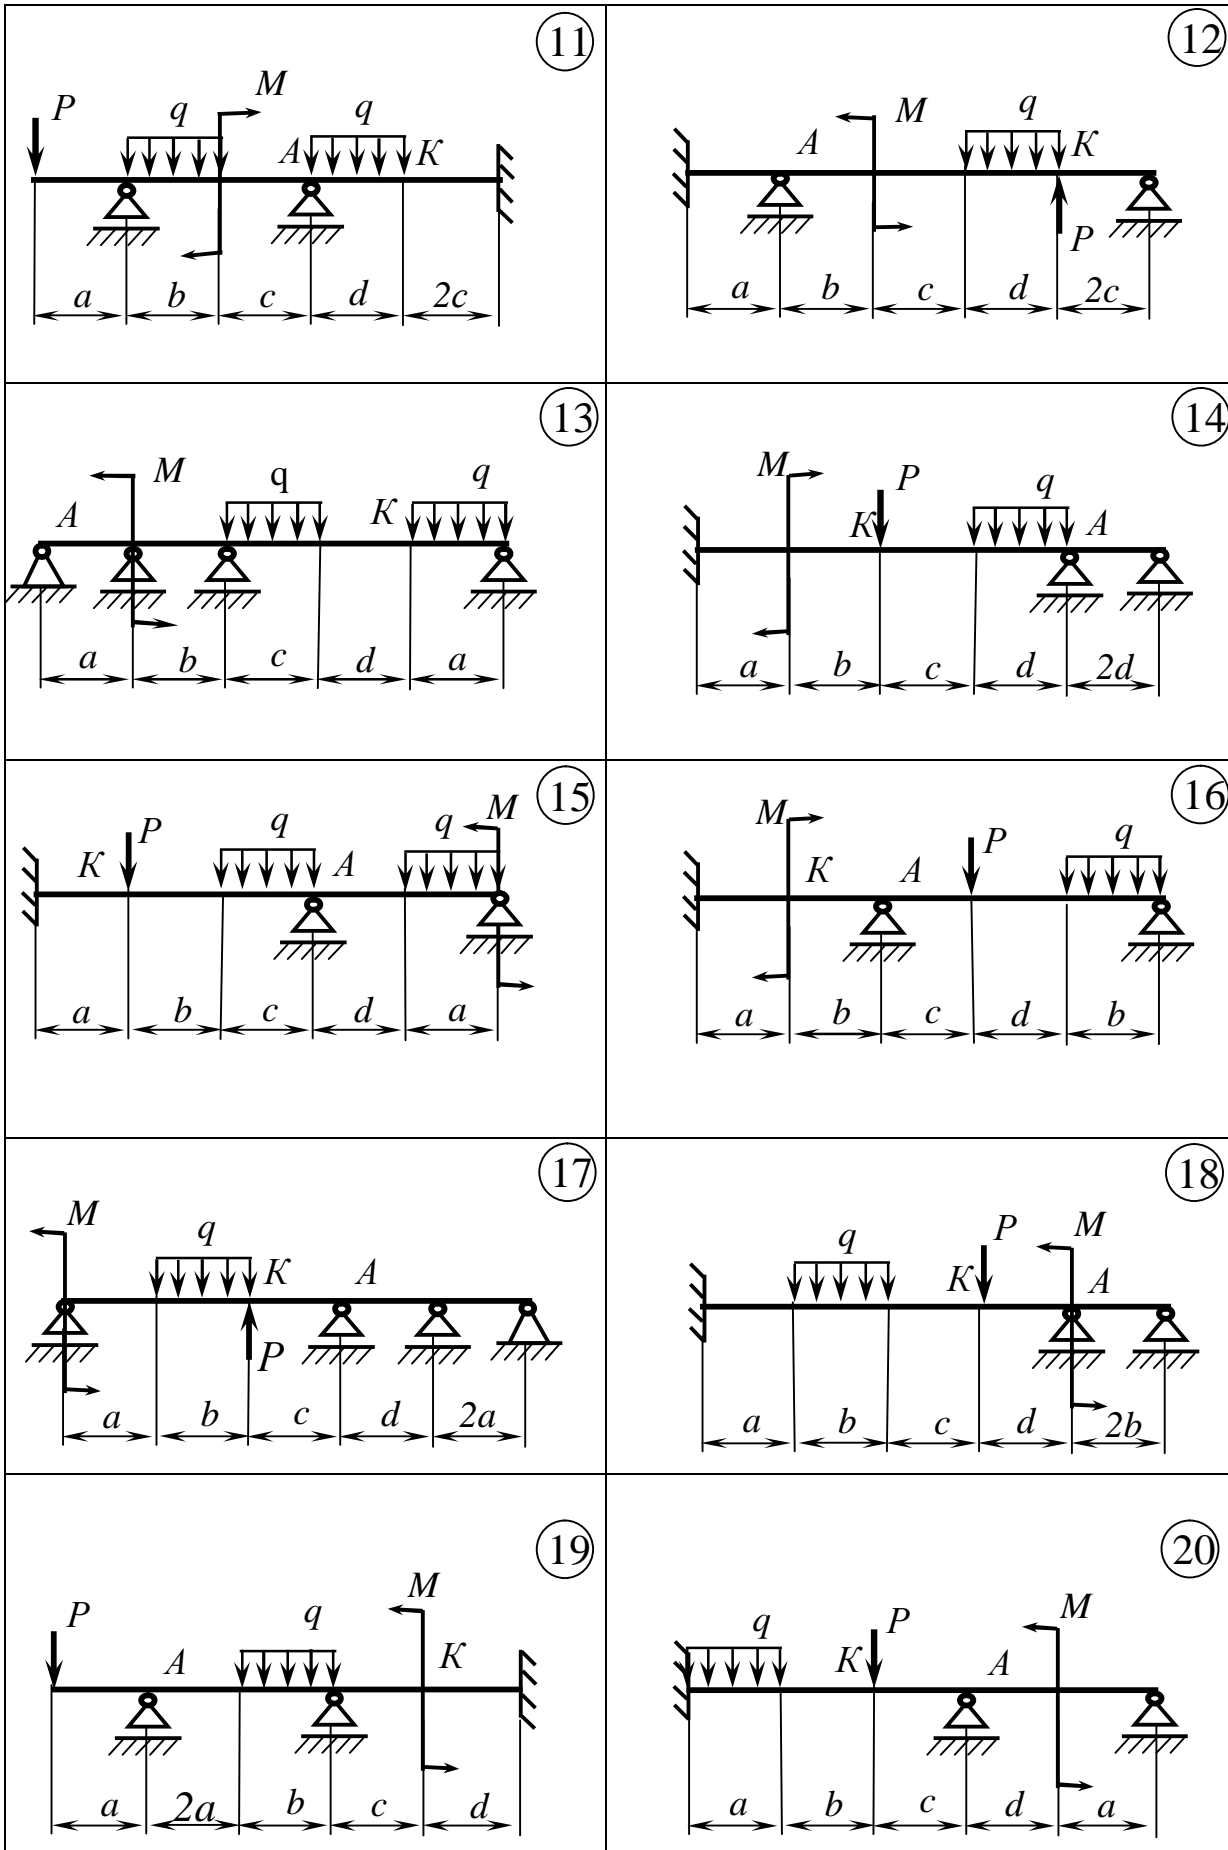 11
P q M q
A К
a b c d 2c
12
A M q К
P
a b c d 2c
13
A M q К q
a b c d a
14
M P q
К A
a b c d 2d
15
К P q A q M
a b c d a
16
M P q
К A
a b c d b
17
M q К A
P
a b c d 2a
18
q P M
К A
a b c d 2b
19
P A q M К
a 2a b c d
20
q P M
К A
a b c d a